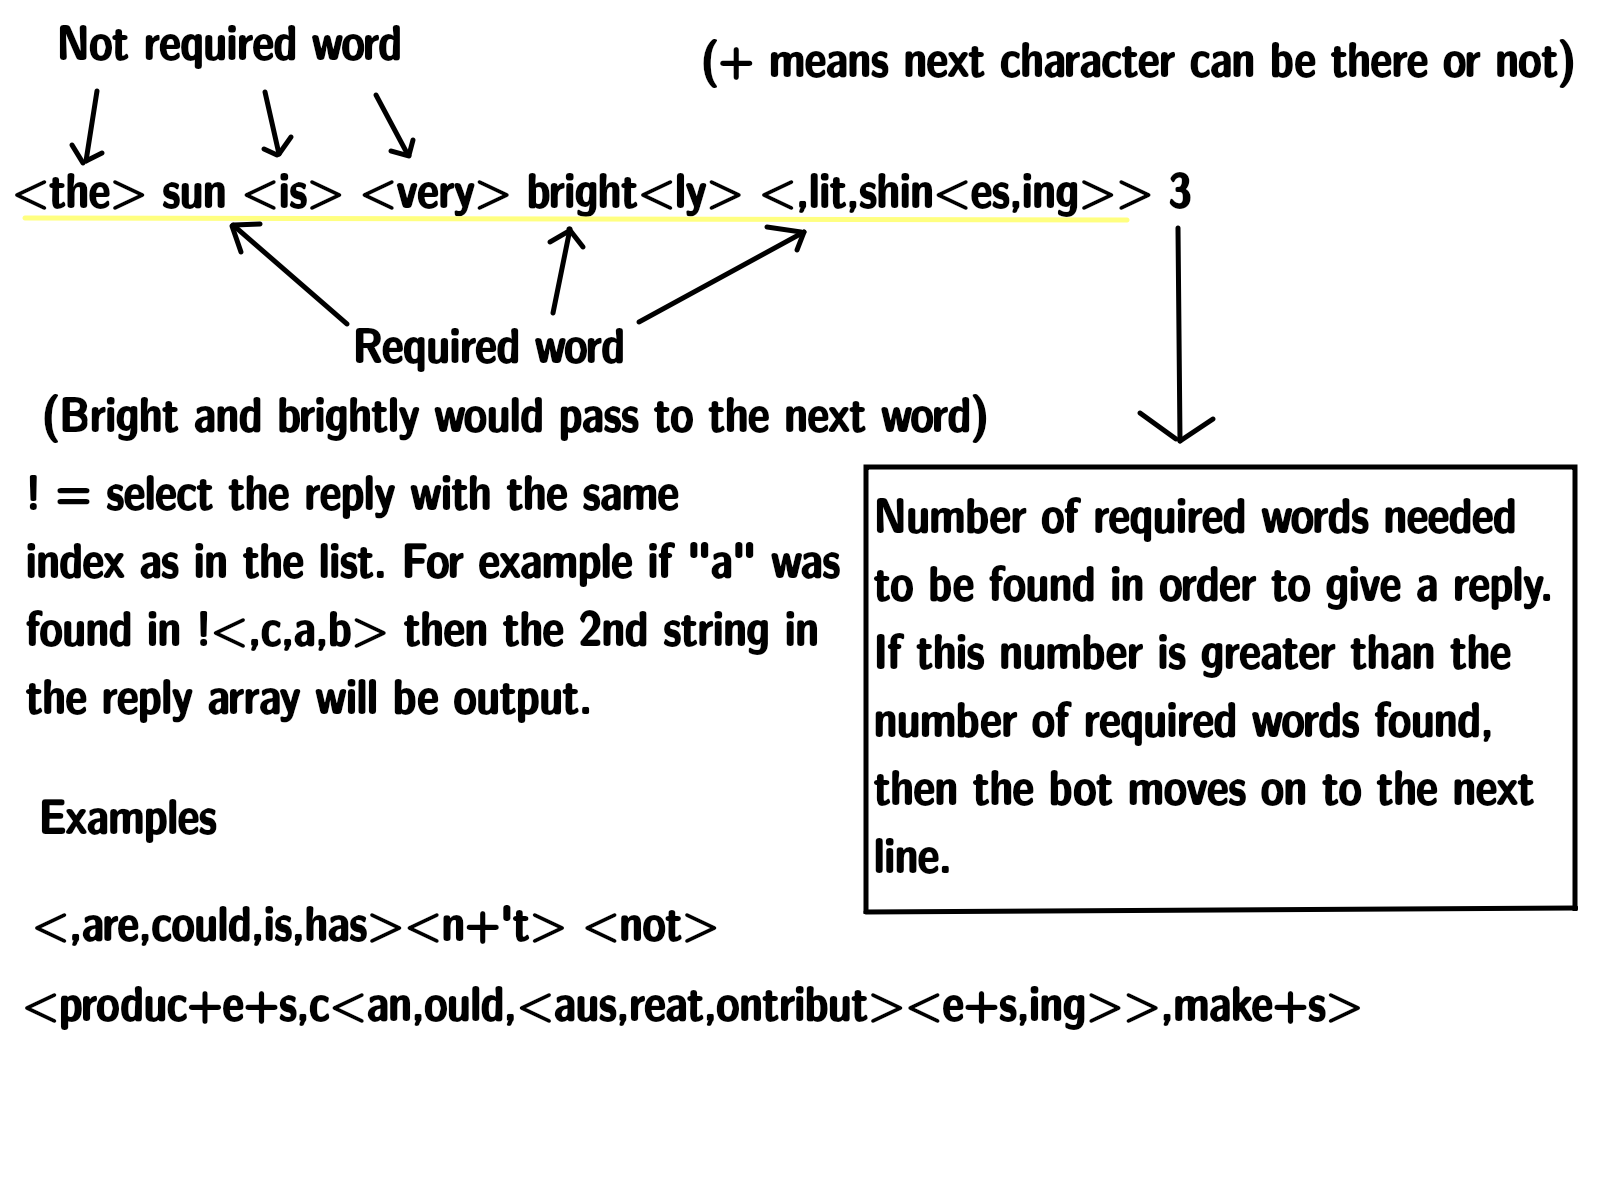 Not required word
(+ means next character can be there or not)
<the> sun <is> <very> bright<ly> <,lit,shin<es,ing>> 3
Required word
(Bright and brightly would pass to the next word)
! = select the reply with the same
index as in the list. For example if "a" was
found in !<,c,a,b> then the 2nd string in
the reply array will be output.
Number of required words needed
to be found in order to give a reply.
If this number is greater than the
number of required words found,
then the bot moves on to the next
line.
Examples
<,are,could,is,has><n+'t> <not>
<produc+e+s,c<an,ould,<aus,reat,ontribut><e+s,ing>>,make+s>